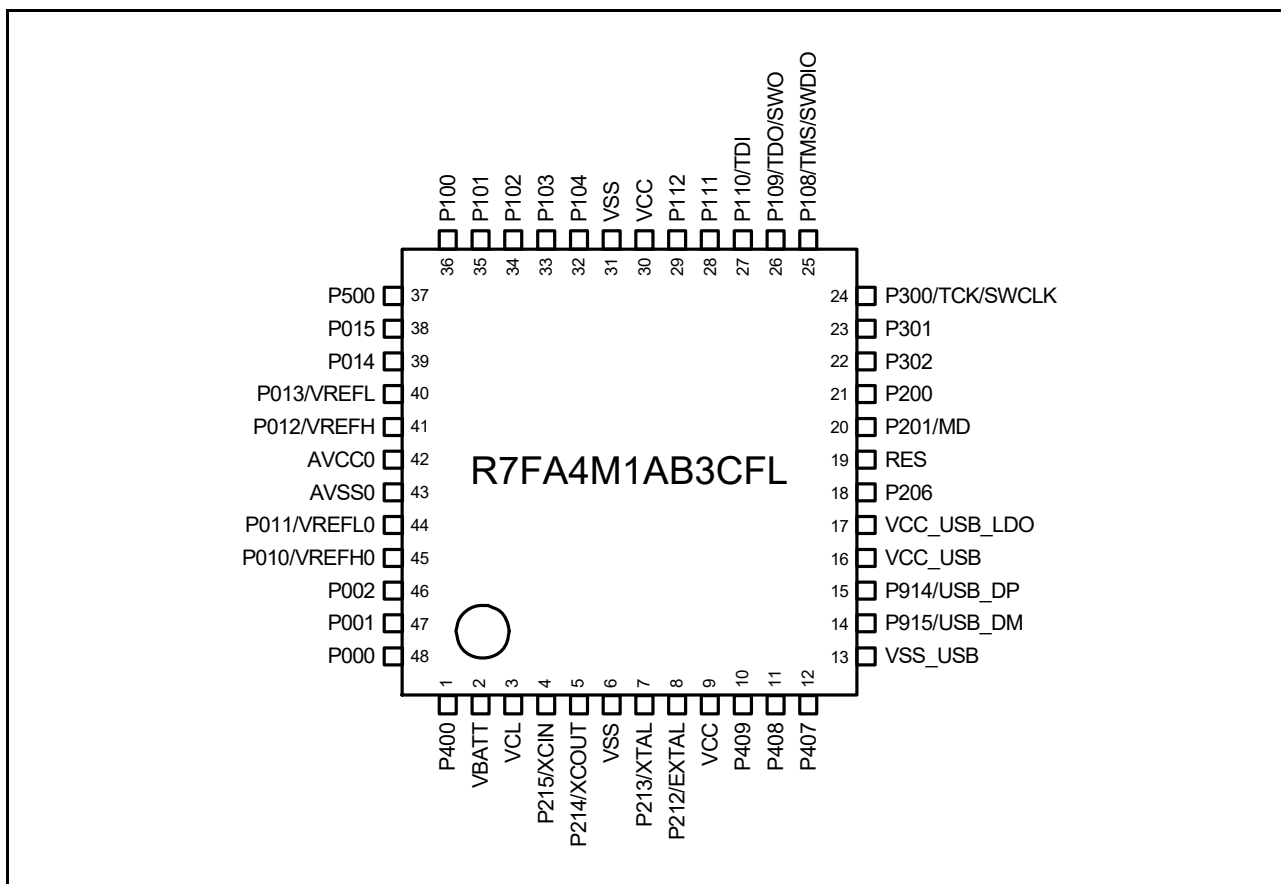 P100
P101
P102
P103
P104
VSS
VCC
P112
P111
P110/TDI
P109/TDO/SWO
P108/TMS/SWDIO
36
35
34
33
32
31
30
29
28
27
26
25
P500 37
P015 38
P014 39
P013/VREFL 40
P012/VREFH 41
AVCC0 42
AVSS0 43
P011/VREFL0 44
P010/VREFH0 45
P002 46
P001 47
P000 48
R7FA4M1AB3CFL
24 P300/TCK/SWCLK
23 P301
22 P302
21 P200
20 P201/MD
19 RES
18 P206
17 VCC_USB_LDO
16 VCC_USB
15 P914/USB_DP
14 P915/USB_DM
13 VSS_USB
1
2
3
4
5
6
7
8
9
10
11
12
P400
VBATT
VCL
P215/XCIN
P214/XCOUT
VSS
P213/XTAL
P212/EXTAL
VCC
P409
P408
P407